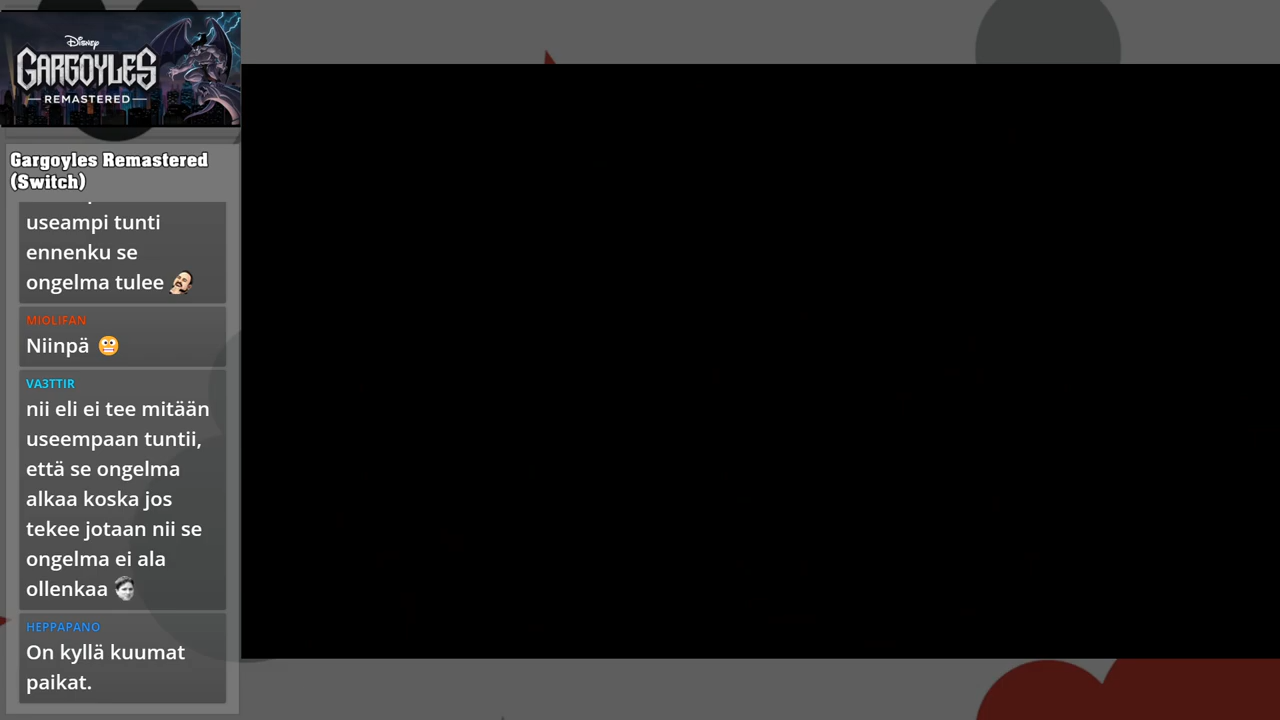 Disney
GARGOYLES
REMASTERED
Gargoyles Remastered
(Switch)
useampi tunti
ennenku se
ongelma tulee
MIOLIFAN
Niinpä
VA3TTIR
nii eli ei tee mitään
useempaan tuntii,
että se ongelma
alkaa koska jos
tekee jotaan nii se
ongelma ei ala
ollenkaa
HEPPAPANO
On kyllä kuumat
paikat.